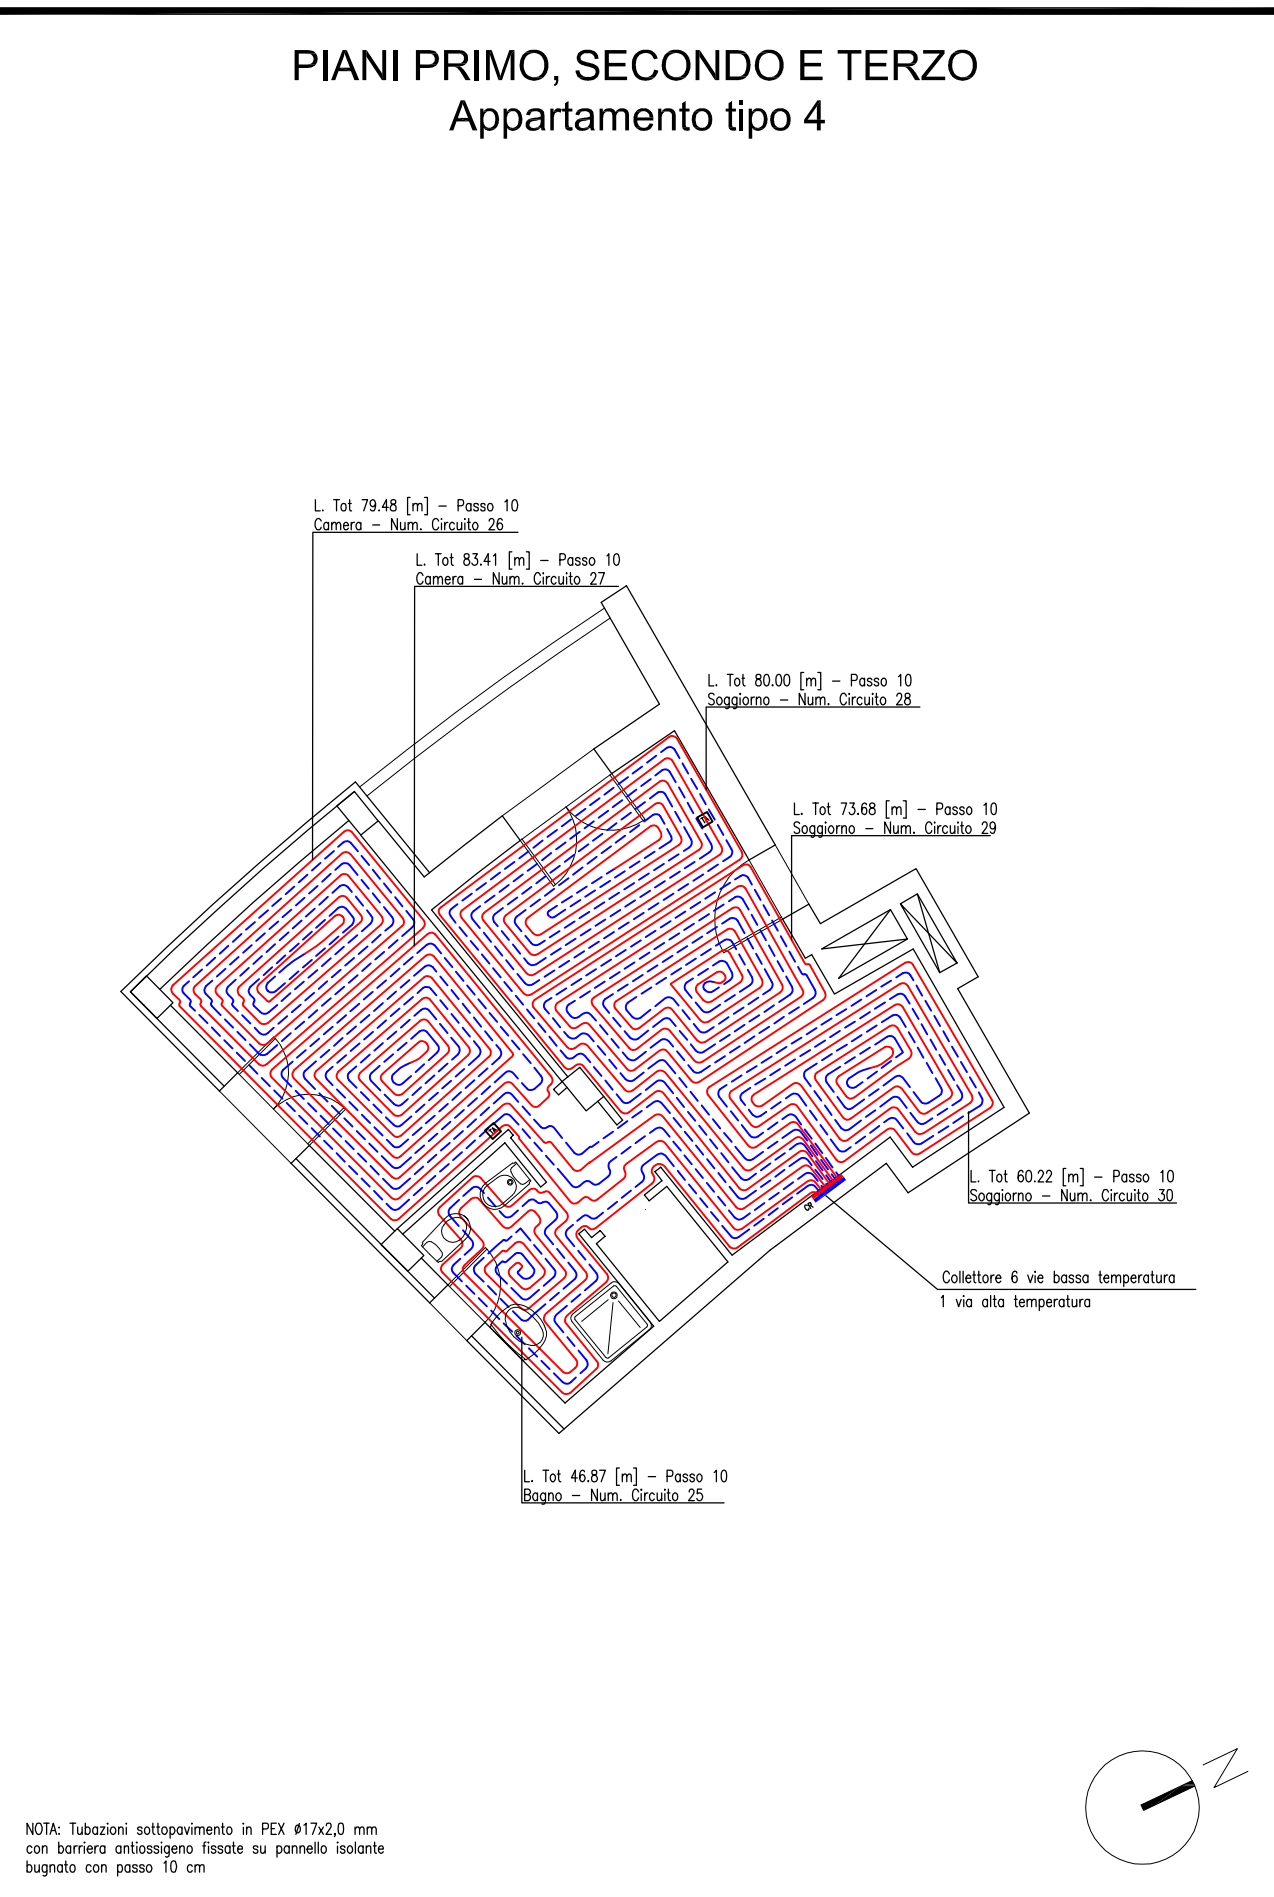 PIANI PRIMO, SECONDO E TERZO
Appartamento tipo 4
L. Tot 79.48 [m] – Passo 10
Camera – Num. Circuito 26
L. Tot 83.41 [m] – Passo 10
Camera – Num. Circuito 27
L. Tot 80.00 [m] – Passo 10
Soggiorno – Num. Circuito 28
L. Tot 73.68 [m] – Passo 10
Soggiorno – Num. Circuito 29
L. Tot 60.22 [m] – Passo 10
Soggiorno – Num. Circuito 30
CR
Collettore 6 vie bassa temperatura
1 via alta temperatura
L. Tot 46.87 [m] – Passo 10
Bagno – Num. Circuito 25
N
NOTA: Tubazioni sottopavimento in PEX ø17x2,0 mm
con barriera antiossigeno fissate su pannello isolante
bugnato con passo 10 cm